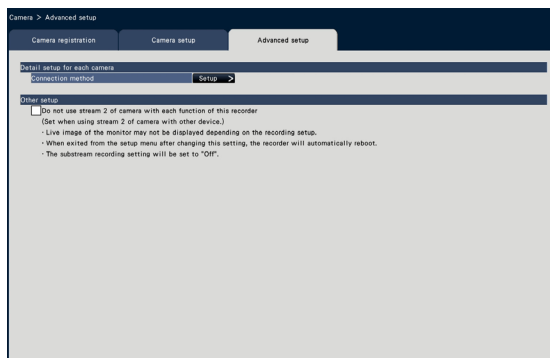 Camera > Advanced setup
Camera registration
Camera setup
Advanced setup
Detail setup for each camera
Connection method
Setup >
Other setup
Do not use stream 2 of camera with each function of this recorder
(Set when using stream 2 of camera with other device.)
· Live image of the monitor may not be displayed depending on the recording setup.
· When exited from the setup menu after changing this setting, the recorder will automatically reboot.
· The substream recording setting will be set to "Off".